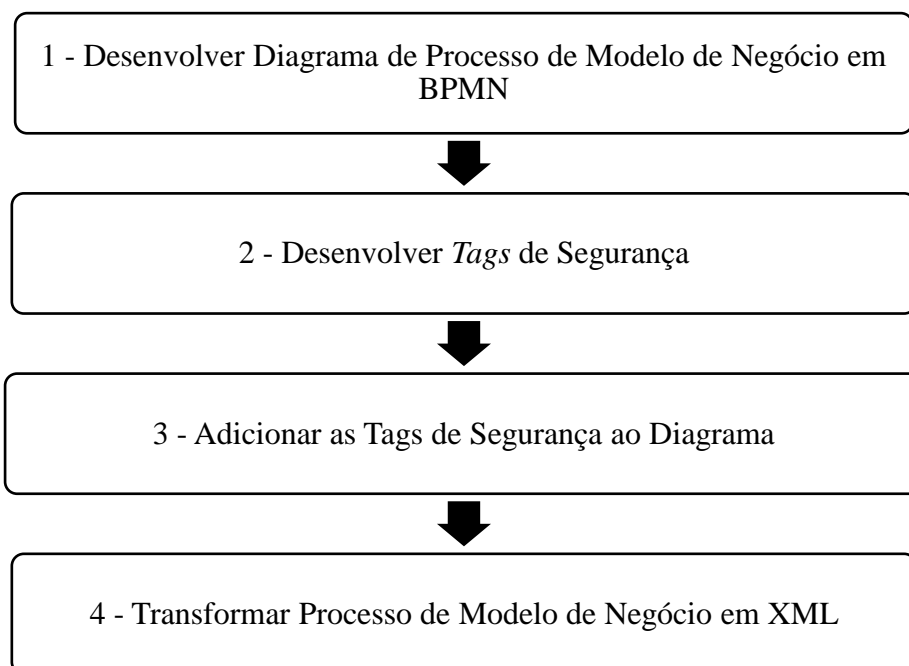 1 - Desenvolver Diagrama de Processo de Modelo de Negócio em
BPMN
2 - Desenvolver Tags de Segurança
3 - Adicionar as Tags de Segurança ao Diagrama
4 - Transformar Processo de Modelo de Negócio em XML